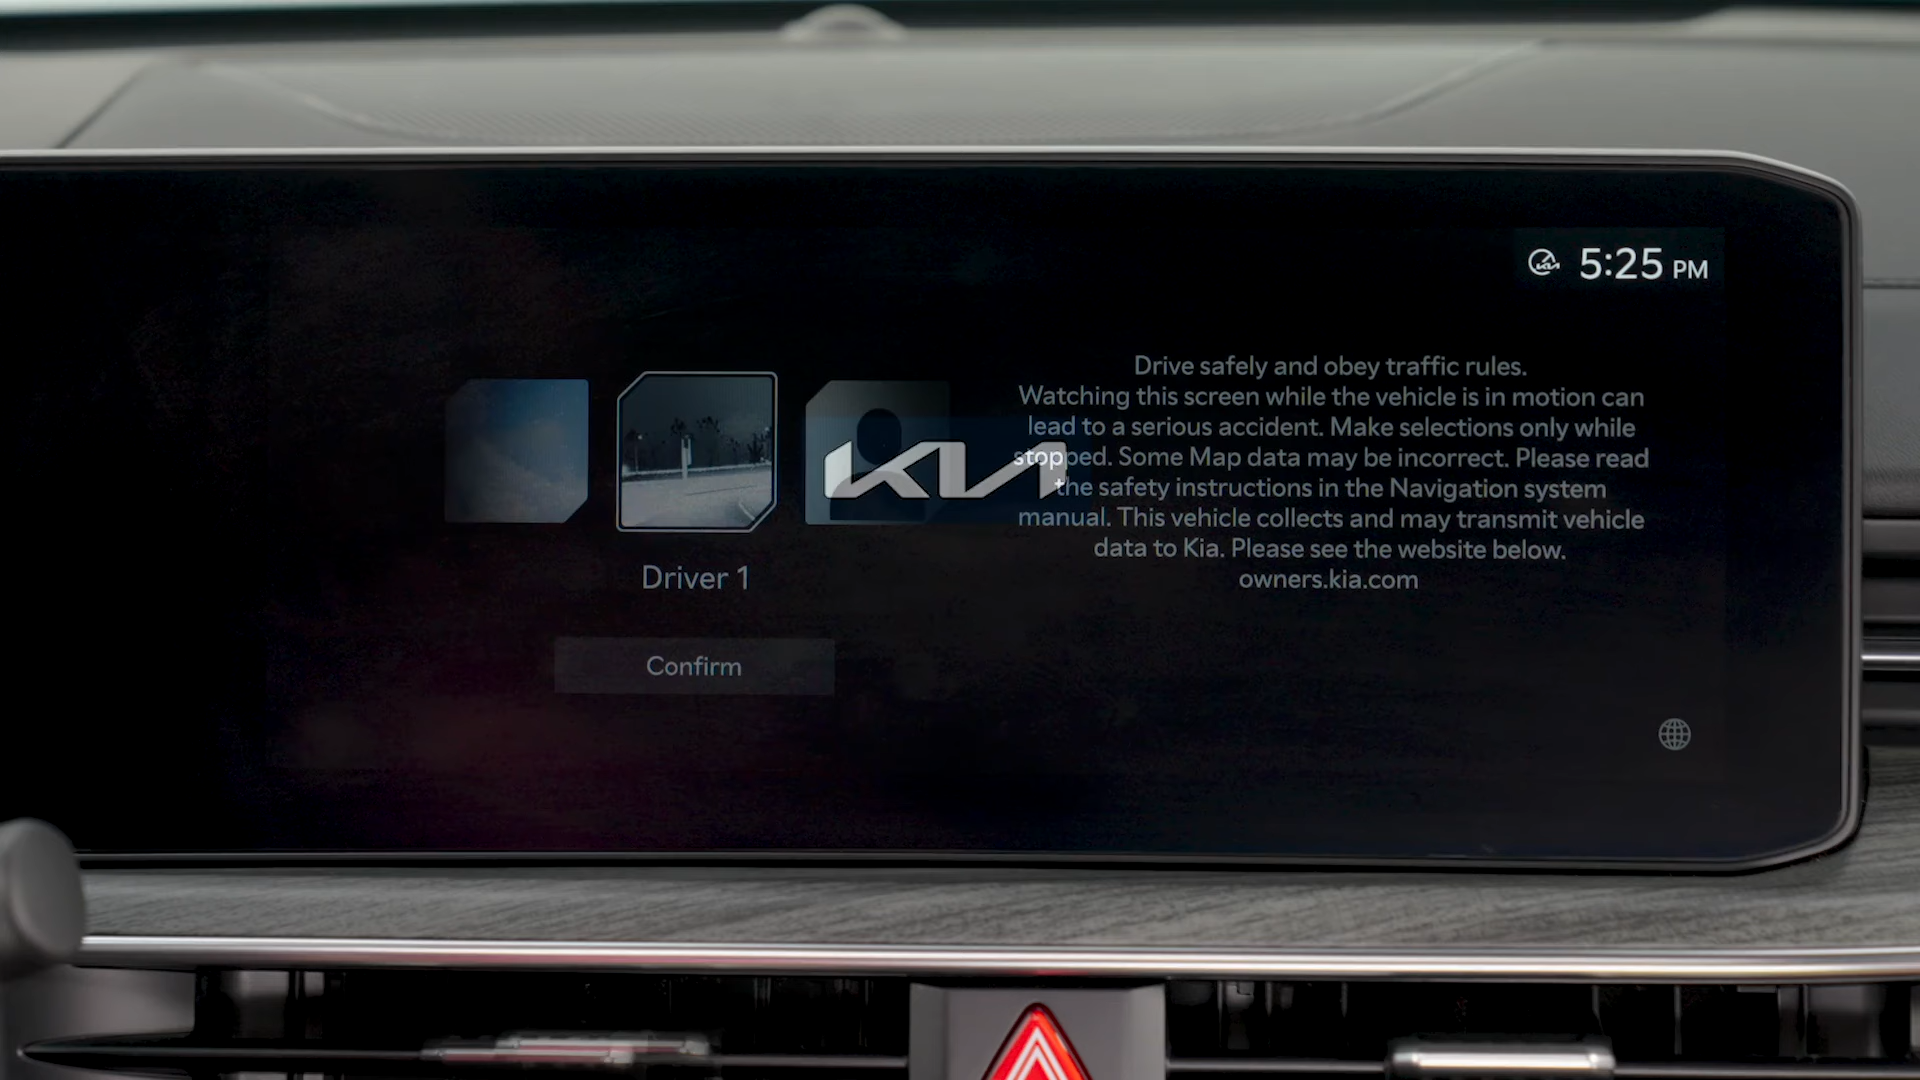 5:25 PM
Drive safely and obey traffic rules.
Watching this screen while the vehicle is in motion can
lead to a serious accident. Make selections only while
stopped. Some Map data may be incorrect. Please read
the safety instructions in the Navigation system
manual. This vehicle collects and may transmit vehicle
data to Kia. Please see the website below.
owners.kia.com
KIA
Driver 1
Confirm